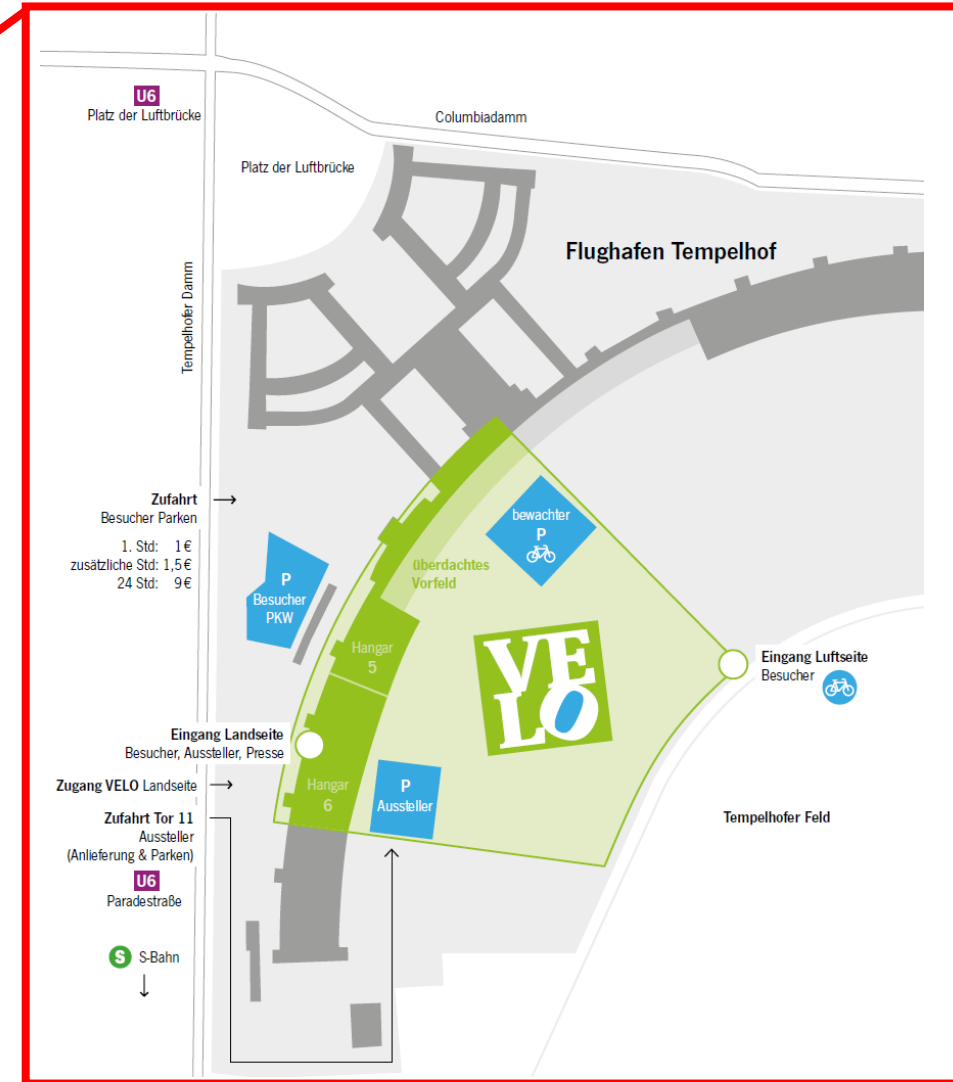 U6
Platz der Luftbrücke
Columbiadamm
Platz der Luftbrücke
Flughafen Tempelhof
Tempelhofer Damm
Zufahrt
Besucher Parken
1. Std: 1 €
zusätzliche Std: 1,5 €
24 Std: 9 €
P
Besucher
PKW
bewachter
P
überdachtes
Vorfeld
Hangar
5
VE
LO
Eingang Luftseite
Besucher
Eingang Landseite
Besucher, Aussteller, Presse
Hangar
6
P
Aussteller
Zugang VELO Landseite
Zufahrt Tor 11
Aussteller
(Anlieferung & Parken)
Tempelhofer Feld
U6
Paradestraße
S S-Bahn